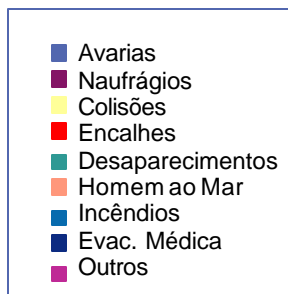 Avarias
Naufrágios
Colisões
Encalhes
Desaparecimentos
Homem ao Mar
Incêndios
Evac. Médica
Outros